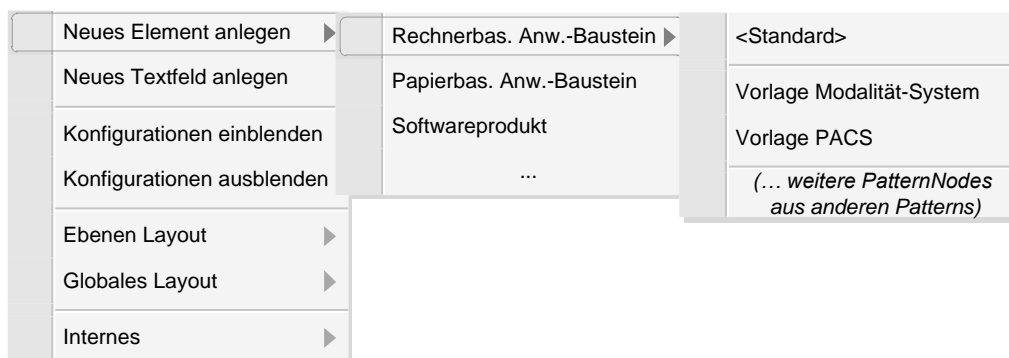 Neues Element anlegen
Neues Textfeld anlegen
Konfigurationen einblenden
Konfigurationen ausblenden
Ebenen Layout
Globales Layout
Internes
Rechnerbas. Anw.-Baustein
Papierbas. Anw.-Baustein
Softwareprodukt
...
<Standard>
Vorlage Modalität-System
Vorlage PACS
(… weitere PatternNodes
aus anderen Patterns)